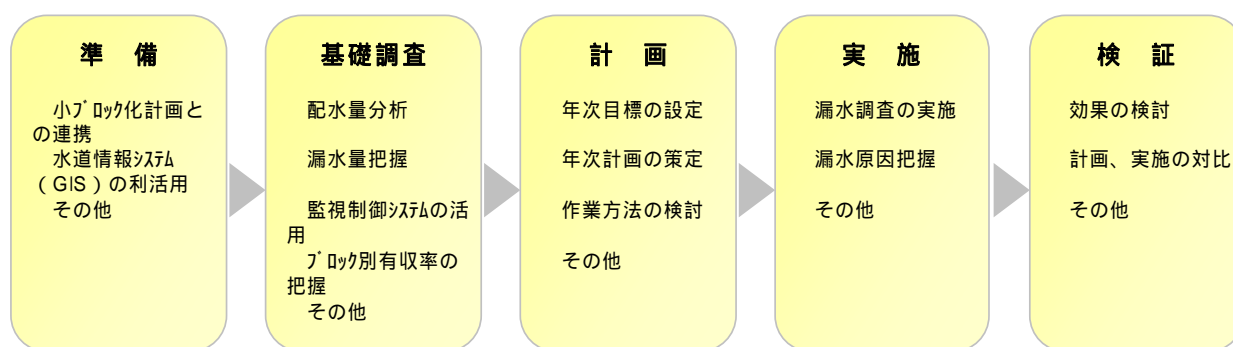 準　備
小ﾌﾞﾛｯｸ化計画と
の連携
水道情報ｼｽﾃﾑ
（GIS）の利活用
その他
基礎調査
配水量分析
漏水量把握
監視制御ｼｽﾃﾑの活
用
ﾌﾞﾛｯｸ別有収率の
把握
その他
計　画
年次目標の設定
年次計画の策定
作業方法の検討
その他
実　施
漏水調査の実施
漏水原因把握
その他
検　証
効果の検討
計画、実施の対比
その他